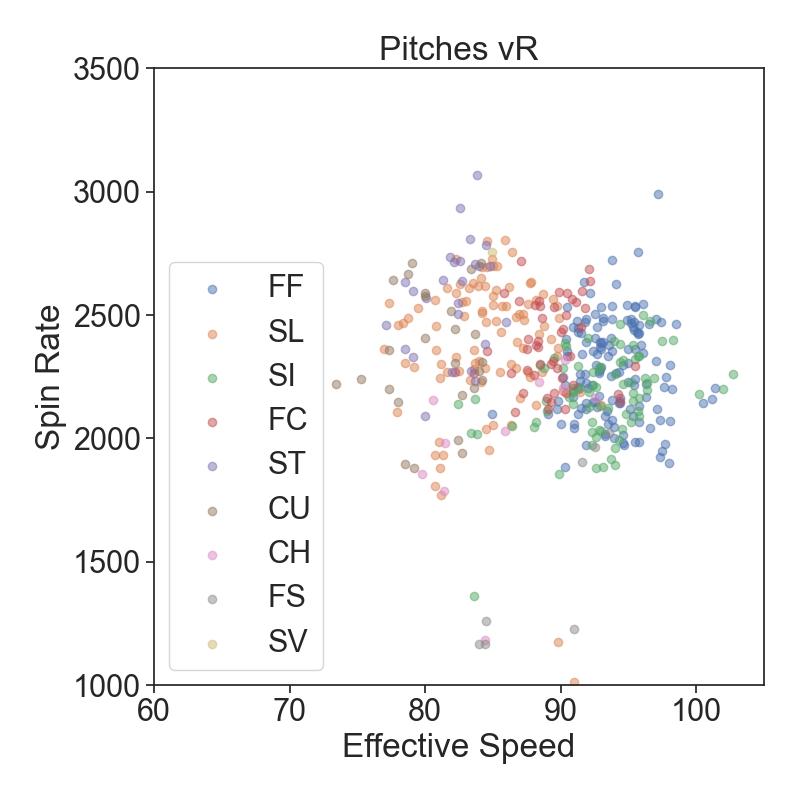 Pitches vR
3500
3000
2500
2000
1500
1000
Spin Rate
FF
SL
SI
FC
ST
CU
CH
FS
SV
60 70 80 90 100
Effective Speed